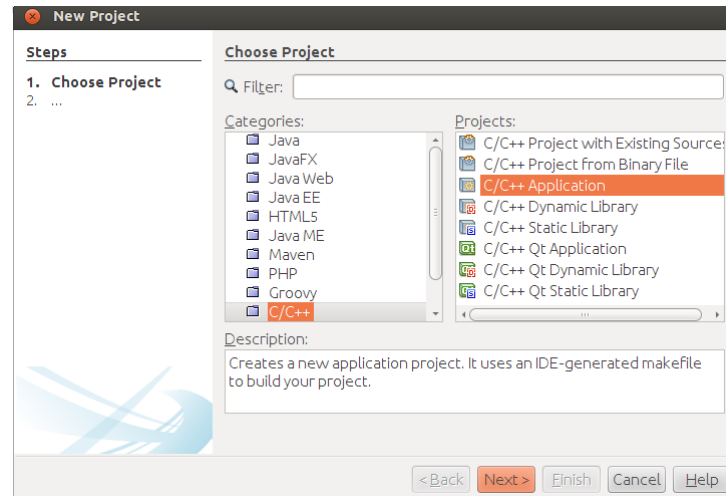 New Project
Steps
1. Choose Project
2. ...
Choose Project
Filter:
Categories:
Java
JavaFX
Java Web
Java EE
HTML5
Java ME
Maven
PHP
Groovy
C/C++
Projects:
C/C++ Project with Existing Sources
C/C++ Project from Binary File
C/C++ Application
C/C++ Dynamic Library
C/C++ Static Library
C/C++ Qt Application
C/C++ Qt Dynamic Library
C/C++ Qt Static Library
Description:
Creates a new application project. It uses an IDE-generated makefile
to build your project.
< Back
Next >
Finish
Cancel
Help